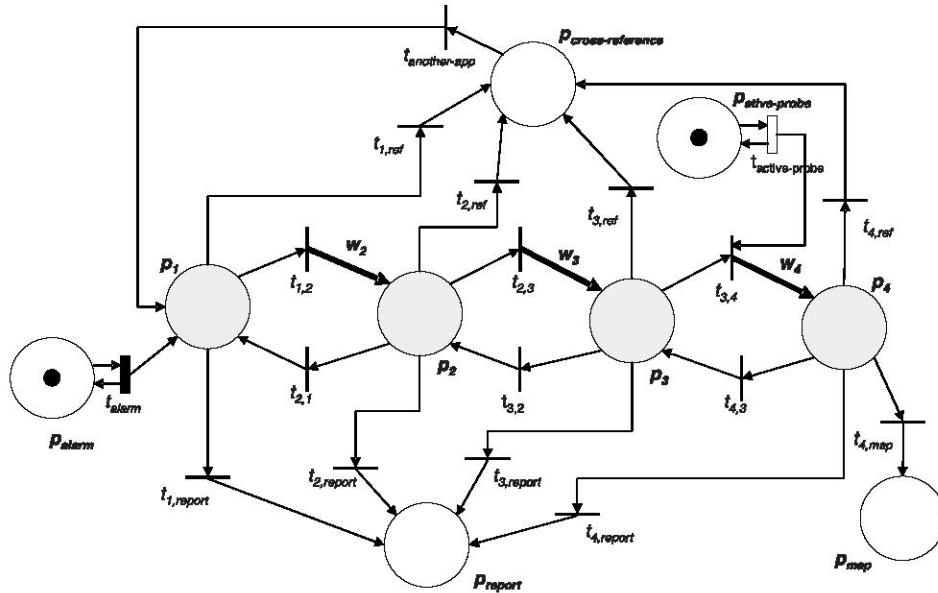 p_cross-reference
t_another-app
p_ative-probe
t_1,ref
t_active-probe
t_2,ref
t_3,ref
t_4,ref
p_1
w_2
w_3
w_4
p_4
t_1,2
t_2,3
t_3,4
p_2
p_3
t_2,1
t_3,2
t_4,3
t_alarm
p_alarm
t_4,map
t_2,report
t_3,report
t_1,report
t_4,report
p_report
p_map